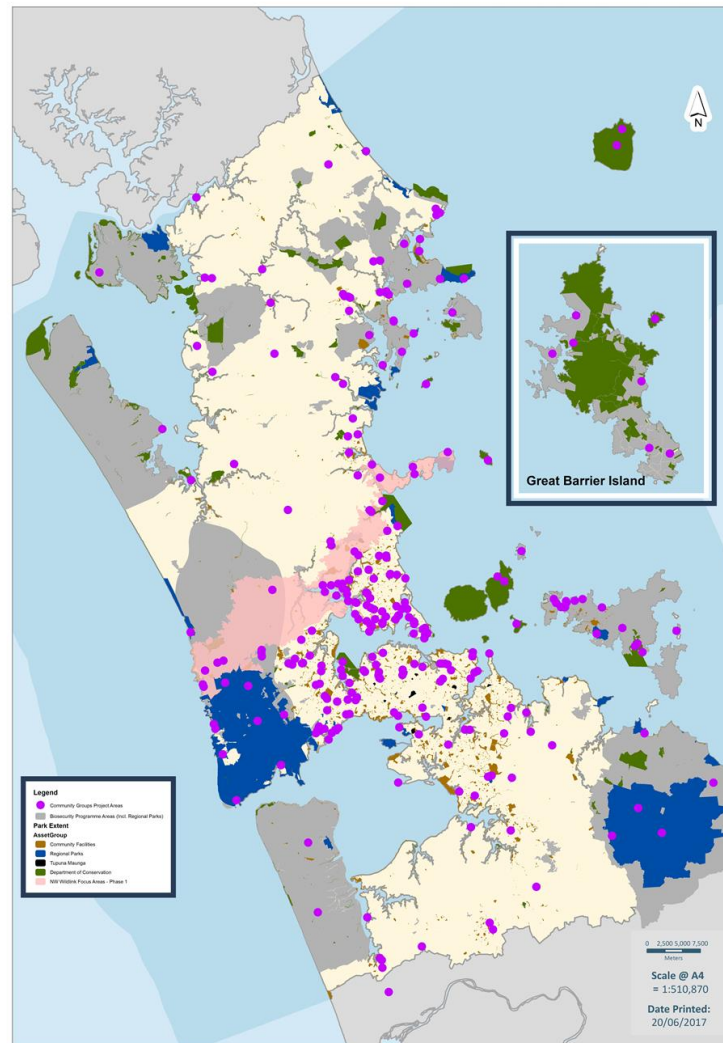 N
Great Barrier Island
Legend
Community Groups Project Areas
Biosecurity Programme Areas (Incl. Regional Parks)
Park Extent
AssetGroup
Community Facilities
Regional Parks
Tupuna Maunga
Department of Conservation
NW Wildlink Focus Areas - Phase 1
0 2,500 5,000 7,500
Meters
Scale @ A4
= 1:510,870
Date Printed:
20/06/2017